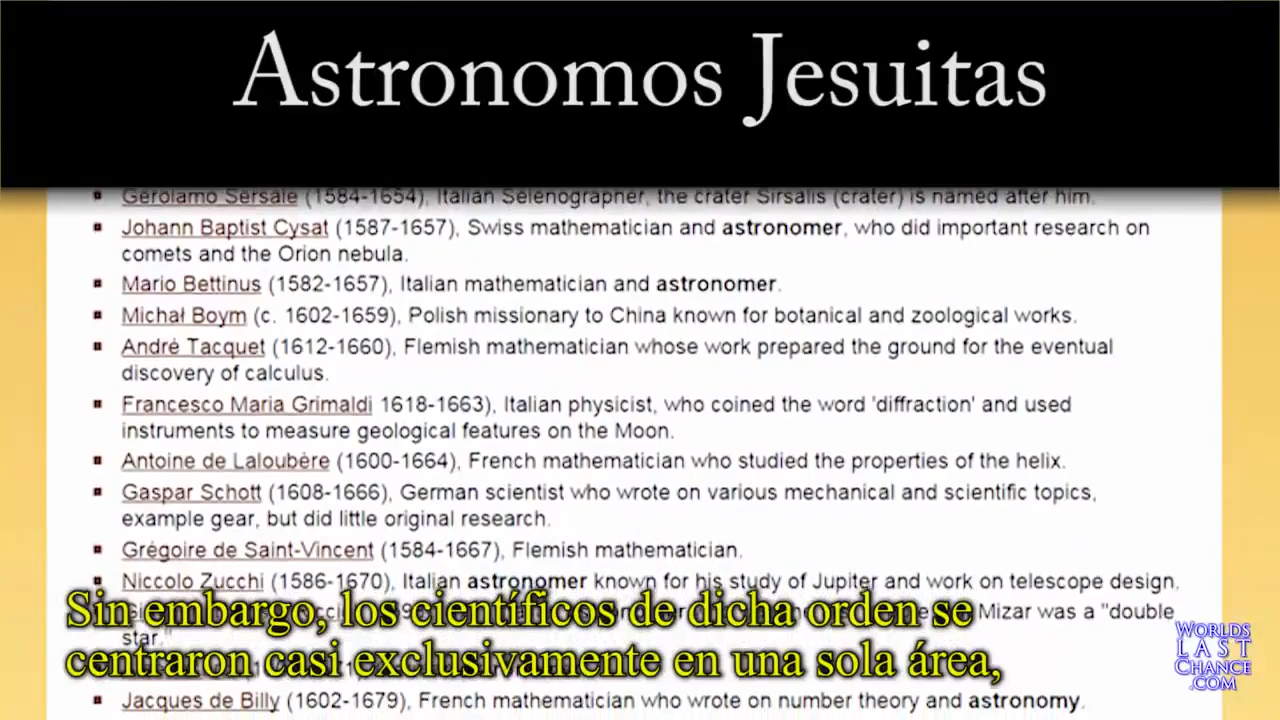 Astronomos Jesuitas
Gerolamo Sersale (1584-1654), Italian Selenographer, the crater Sirsalis (crater) is named after him.
Johann Baptist Cysat (1587-1657), Swiss mathematician and astronomer, who did important research on
comets and the Orion nebula.
Mario Bettinus (1582-1657), Italian mathematician and astronomer.
Michał Boym (c. 1602-1659), Polish missionary to China known for botanical and zoological works.
André Tacquet (1612-1660), Flemish mathematician whose work prepared the ground for the eventual
discovery of calculus.
Francesco Maria Grimaldi 1618-1663), Italian physicist, who coined the word 'diffraction' and used
instruments to measure geological features on the Moon.
Antoine de Laloubère (1600-1664), French mathematician who studied the properties of the helix.
Gaspar Schott (1608-1666), German scientist who wrote on various mechanical and scientific topics,
example gear, but did little original research.
Grégoire de Saint-Vincent (1584-1667), Flemish mathematician.
Niccolo Zucchi (1586-1670), Italian astronomer known for his study of Jupiter and work on telescope design.
Mizar was a "double
star."
Sin embargo, los científicos de dicha orden se
centraron casi exclusivamente en una sola área,
Jacques de Billy (1602-1679), French mathematician who wrote on number theory and astronomy.
WORLDS
LAST
CHANCE
.COM